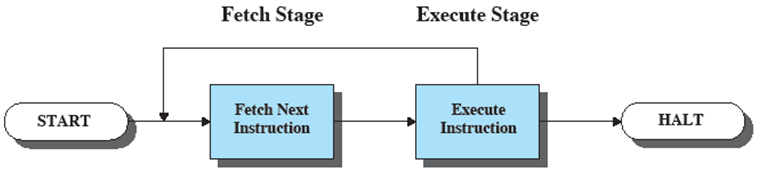 Fetch Stage
Execute Stage
START
Fetch Next
Instruction
Execute
Instruction
HALT